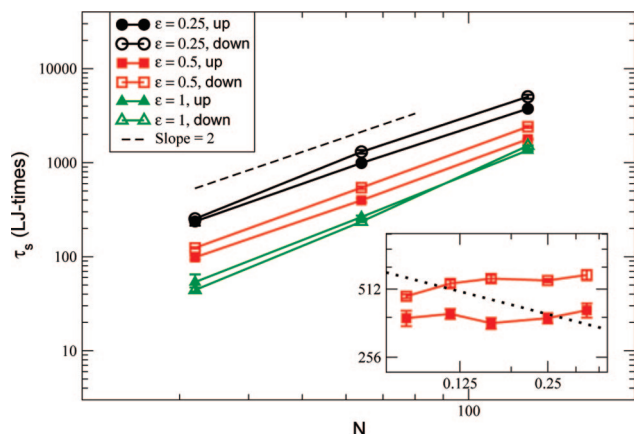 ε = 0.25, up
ε = 0.25, down
ε = 0.5, up
ε = 0.5, down
ε = 1, up
ε = 1, down
Slope = 2
10000
1000
100
10
τs (LJ-times)
512
256
0.125
0.25
100
N